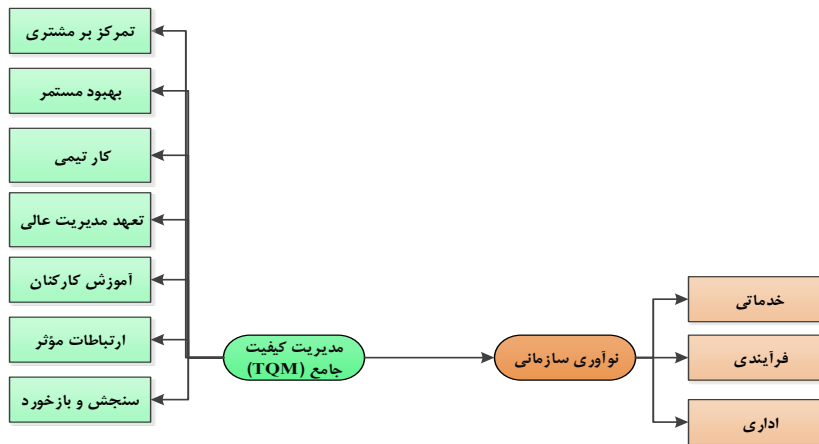 تمرکز بر مشتری
بهبود مستمر
کار تیمی
تعهد مدیریت عالی
آموزش کارکنان
ارتباطات مؤثر
سنجش و بازخورد
مدیریت کیفیت
جامع (TQM)
نوآوری سازمانی
خدماتی
فرآیندی
اداری